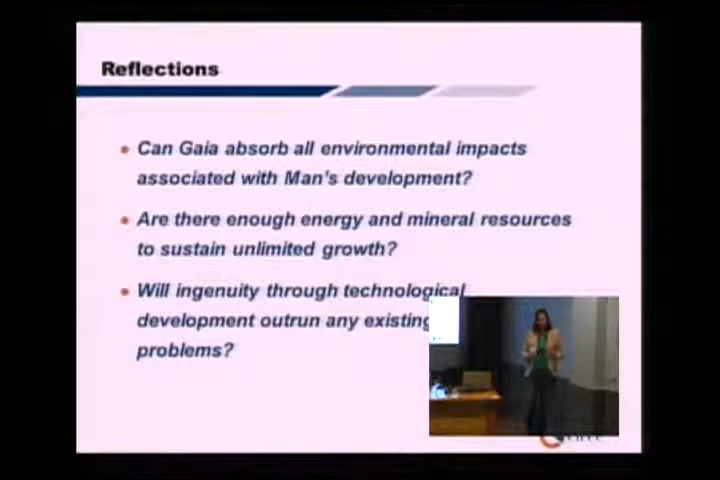 Reflections
Can Gaia absorb all environmental impacts
associated with Man's development?
Are there enough energy and mineral resources
to sustain unlimited growth?
Will ingenuity through technological
development outrun any existing
problems?